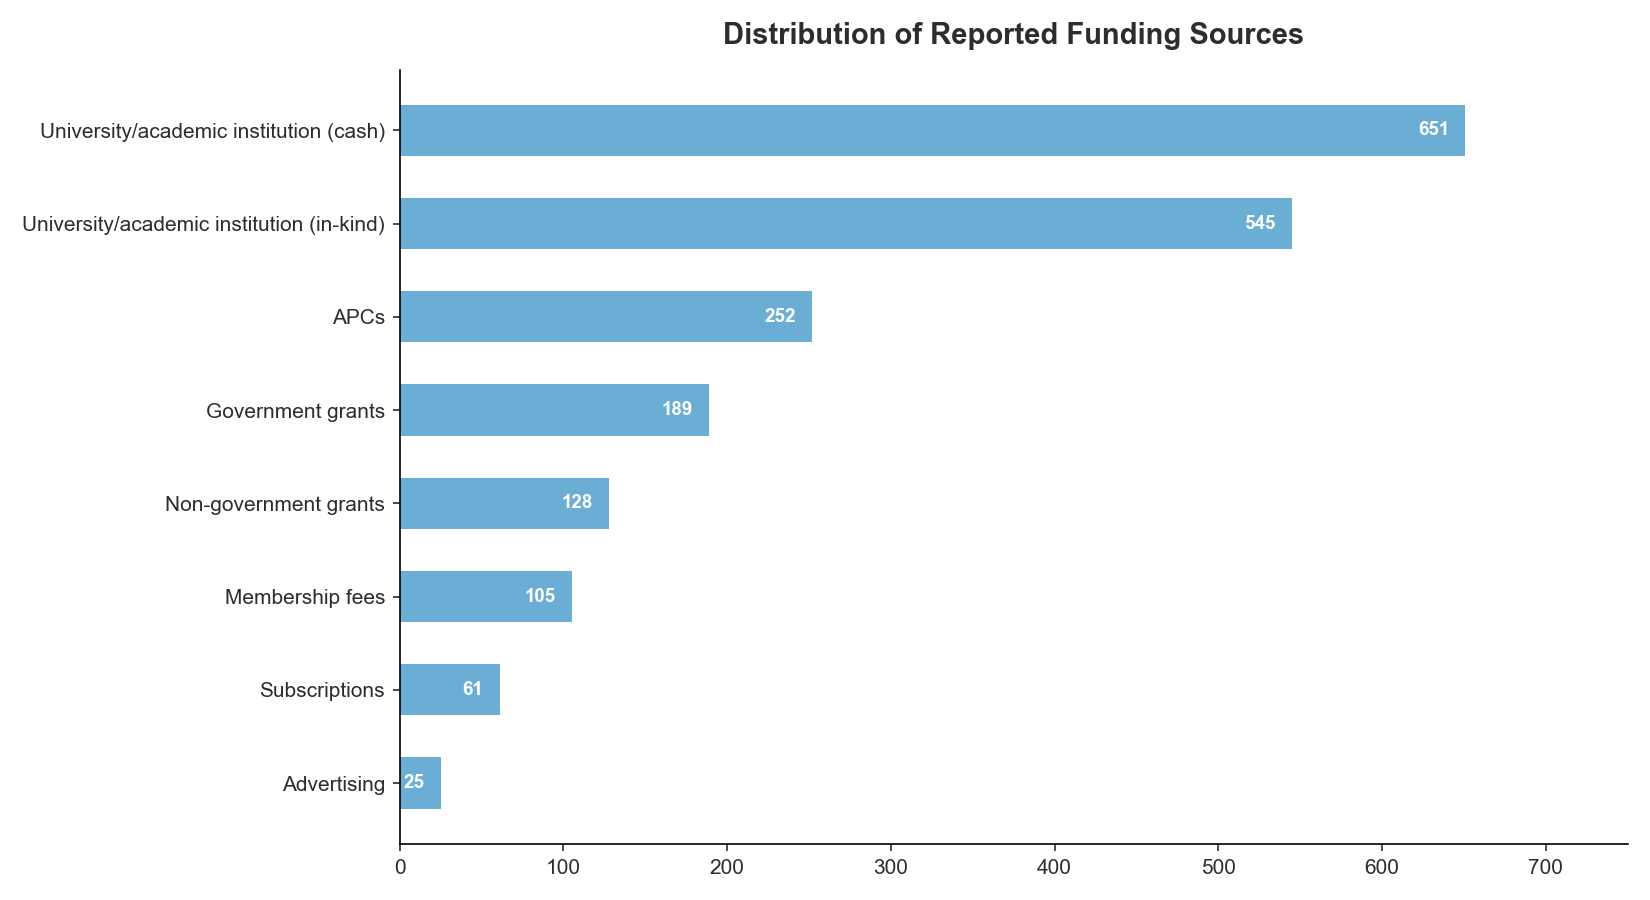 Distribution of Reported Funding Sources
University/academic institution (cash)
651
University/academic institution (in-kind)
545
APCs
252
Government grants
189
Non-government grants
128
Membership fees
105
Subscriptions
61
Advertising
25
0 100 200 300 400 500 600 700